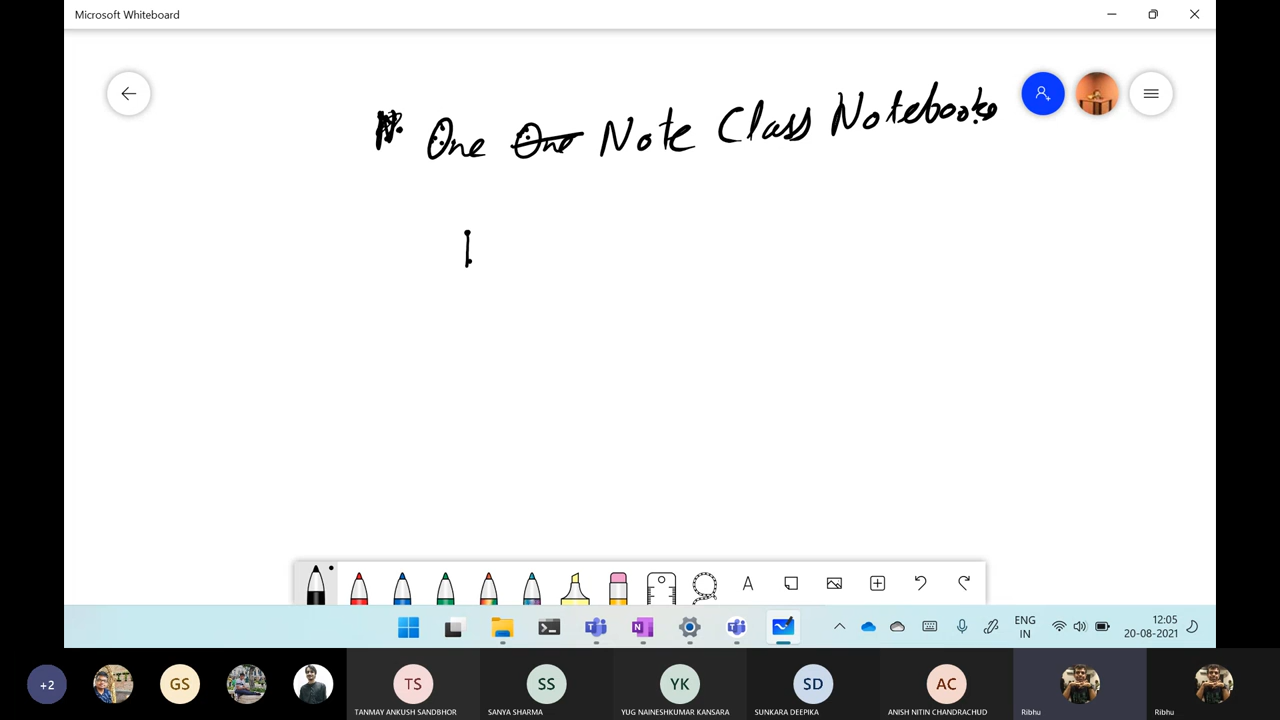 Microsoft Whiteboard
One One Note Class Notebooks
A
ENG
IN
12:05
20-08-2021
+2
GS
TS
SS
YK
SD
AC
TANMAY ANKUSH SANDBHOR
SANYA SHARMA
YUG NAINESHKUMAR KANSARA
SUNKARA DEEPIKA
ANISH NITIN CHANDRACHUD
Ribhu
Ribhu